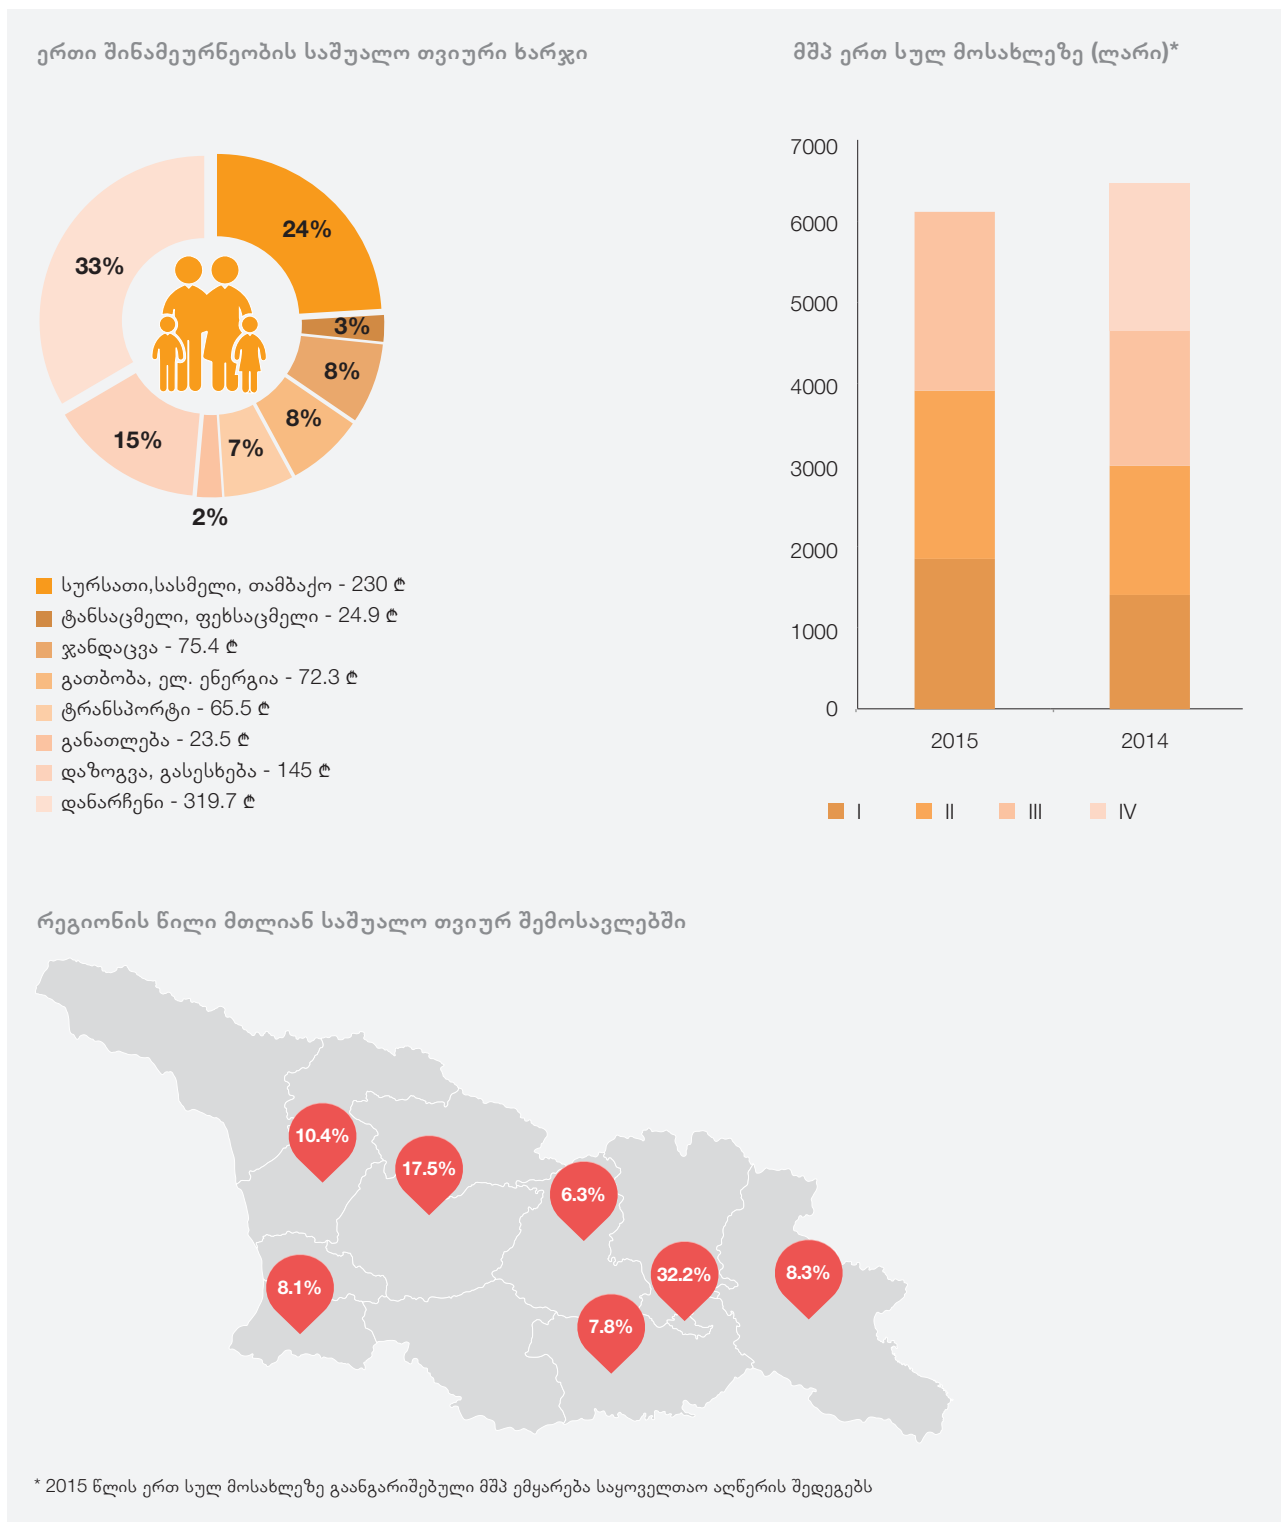 ერთი შინამეურნეობის საშუალო თვიური ხარჯი
24%
3%
8%
8%
7%
2%
15%
33%
სურსათი,სასმელი, თამბაქო - 230 ₾
ტანსაცმელი, ფეხსაცმელი - 24.9 ₾
ჯანდაცვა - 75.4 ₾
გათბობა, ელ. ენერგია - 72.3 ₾
ტრანსპორტი - 65.5 ₾
განათლება - 23.5 ₾
დაზოგვა, გასესხება - 145 ₾
დანარჩენი - 319.7 ₾
მშპ ერთ სულ მოსახლეზე (ლარი)*
7000
6000
5000
4000
3000
2000
1000
0
2015 2014
I II III IV
რეგიონის წილი მთლიან საშუალო თვიურ შემოსავლებში
10.4%
17.5%
6.3%
32.2%
8.3%
8.1%
7.8%
* 2015 წლის ერთ სულ მოსახლეზე გაანგარიშებული მშპ ემყარება საყოველთაო აღწერის შედეგებს